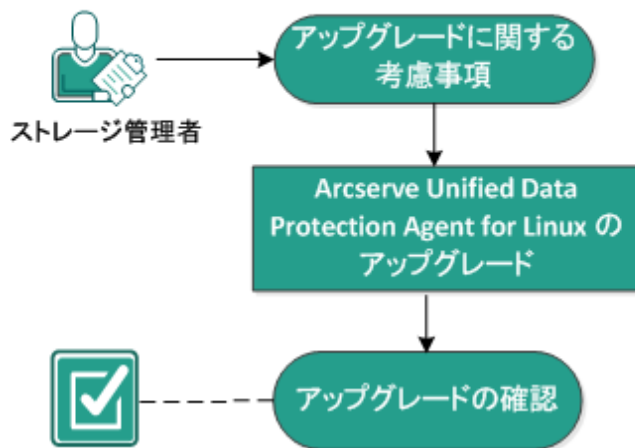 アップグレードに関する
考慮事項
ストレージ管理者
Arcserve Unified Data
Protection Agent for Linux の
アップグレード
アップグレードの確認